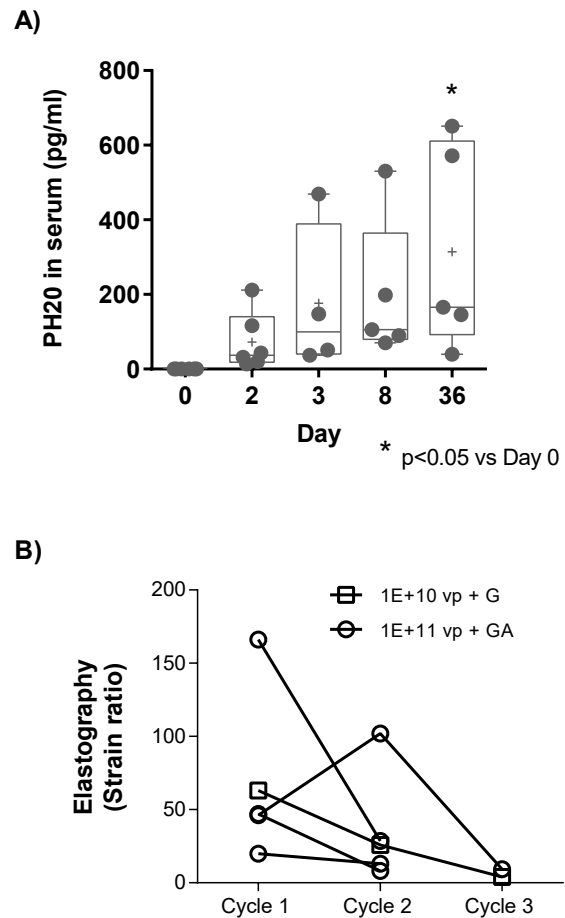 A)
PH20 in serum (pg/ml)
800
600
400
200
0
*
0 2 3 8 36
Day
* p<0.05 vs Day 0
B)
Elastography
(Strain ratio)
200
150
100
50
0
1E+10 vp + G
1E+11 vp + GA
Cycle 1 Cycle 2 Cycle 3